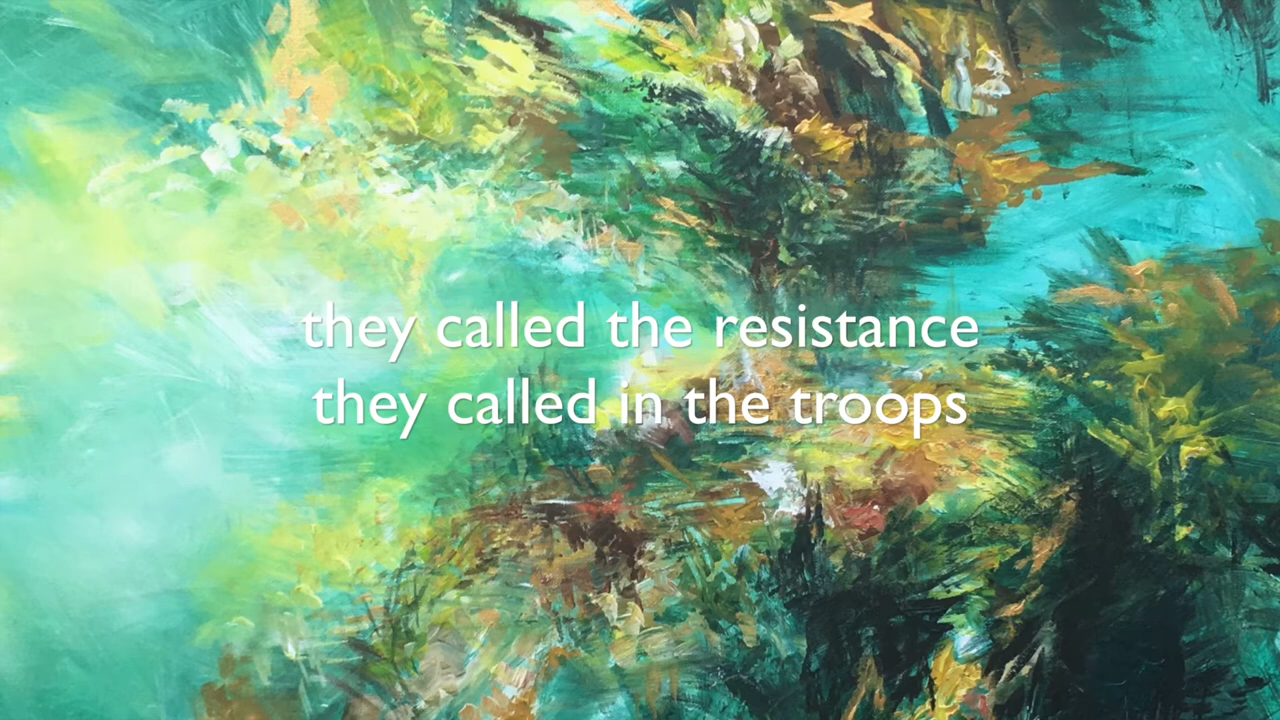 they called the resistance
they called in the troops